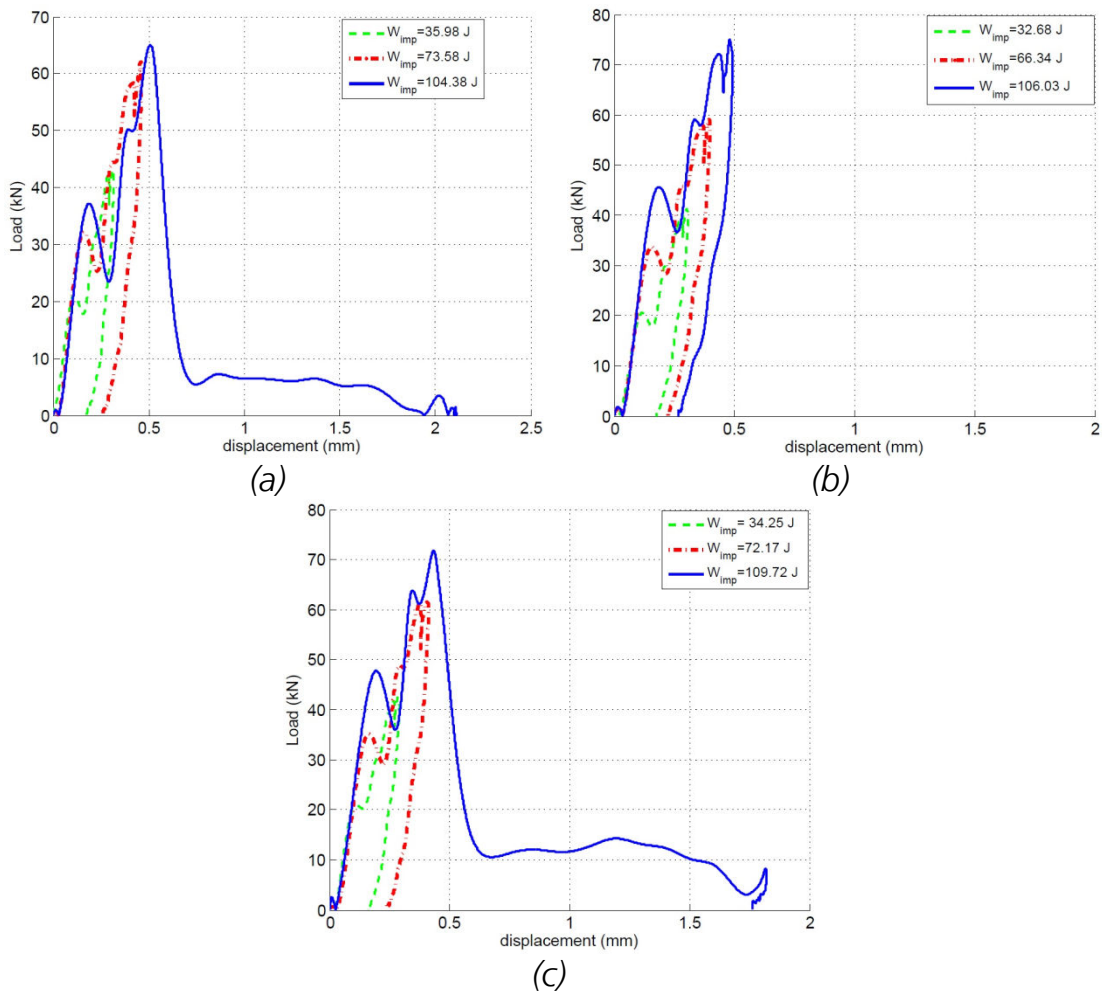 70
60
50
40
30
20
10
0
Load (kN)
W_imp=35.98 J
W_imp=73.58 J
W_imp=104.38 J
0 0.5 1 1.5 2 2.5
displacement (mm)
(a)
80
70
60
50
40
30
20
10
0
Load (kN)
W_imp=32.68 J
W_imp=66.34 J
W_imp=106.03 J
0 0.5 1 1.5 2
displacement (mm)
(b)
80
70
60
50
40
30
20
10
0
Load (kN)
W_imp= 34.25 J
W_imp=72.17 J
W_imp=109.72 J
0 0.5 1 1.5 2
displacement (mm)
(c)